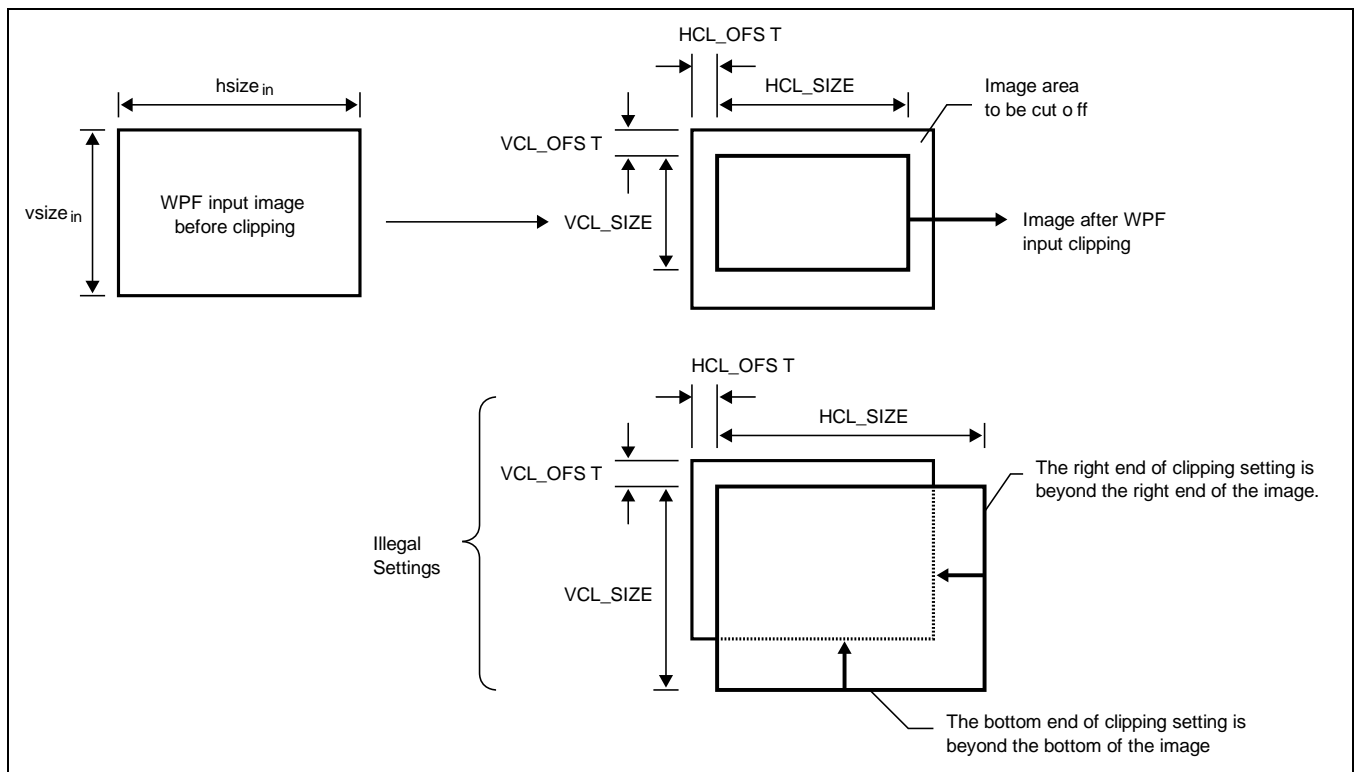 HCL_OFS T
hsize in
HCL_SIZE
Image area
to be cut o ff
VCL_OFS T
WPF input image
before clipping
vsize in
VCL_SIZE
Image after WPF
input clipping
HCL_OFS T
HCL_SIZE
VCL_OFS T
The right end of clipping setting is
beyond the right end of the image.
Illegal
Settings
VCL_SIZE
The bottom end of clipping setting is
beyond the bottom of the image